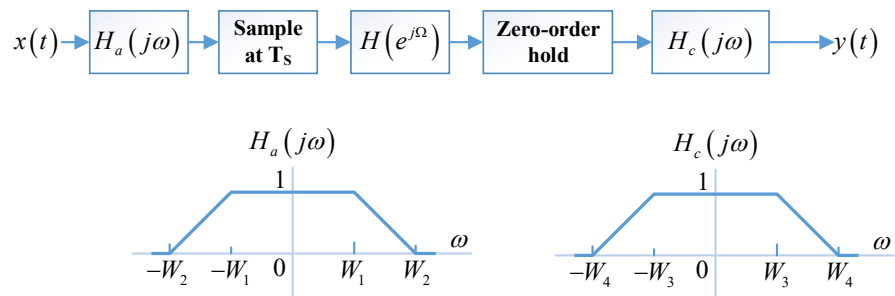 x(t)
H_a(jω)
Sample
at T_S
H(e^{jΩ})
Zero-order
hold
H_c(jω)
y(t)
H_a(jω)
1
−W_2
−W_1
0
W_1
W_2
ω
H_c(jω)
1
−W_4
−W_3
0
W_3
W_4
ω